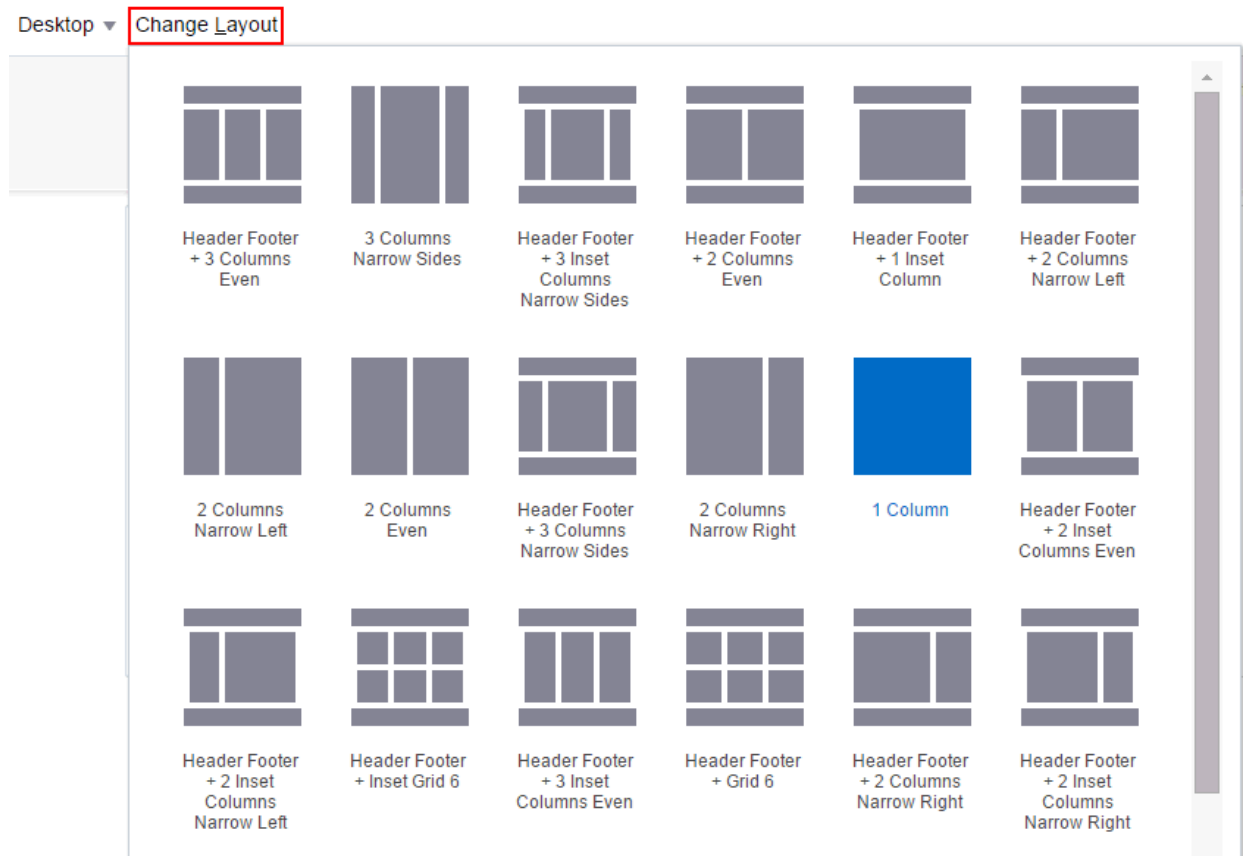 Desktop Change Layout
Header Footer
+ 3 Columns
Even
3 Columns
Narrow Sides
Header Footer
+ 3 Inset
Columns
Narrow Sides
Header Footer
+ 2 Columns
Even
Header Footer
+ 1 Inset
Column
Header Footer
+ 2 Columns
Narrow Left
2 Columns
Narrow Left
2 Columns
Even
Header Footer
+ 3 Columns
Narrow Sides
2 Columns
Narrow Right
1 Column
Header Footer
+ 2 Inset
Columns Even
Header Footer
+ 2 Inset
Columns
Narrow Left
Header Footer
+ Inset Grid 6
Header Footer
+ 3 Inset
Columns Even
Header Footer
+ Grid 6
Header Footer
+ 2 Columns
Narrow Right
Header Footer
+ 2 Inset
Columns
Narrow Right